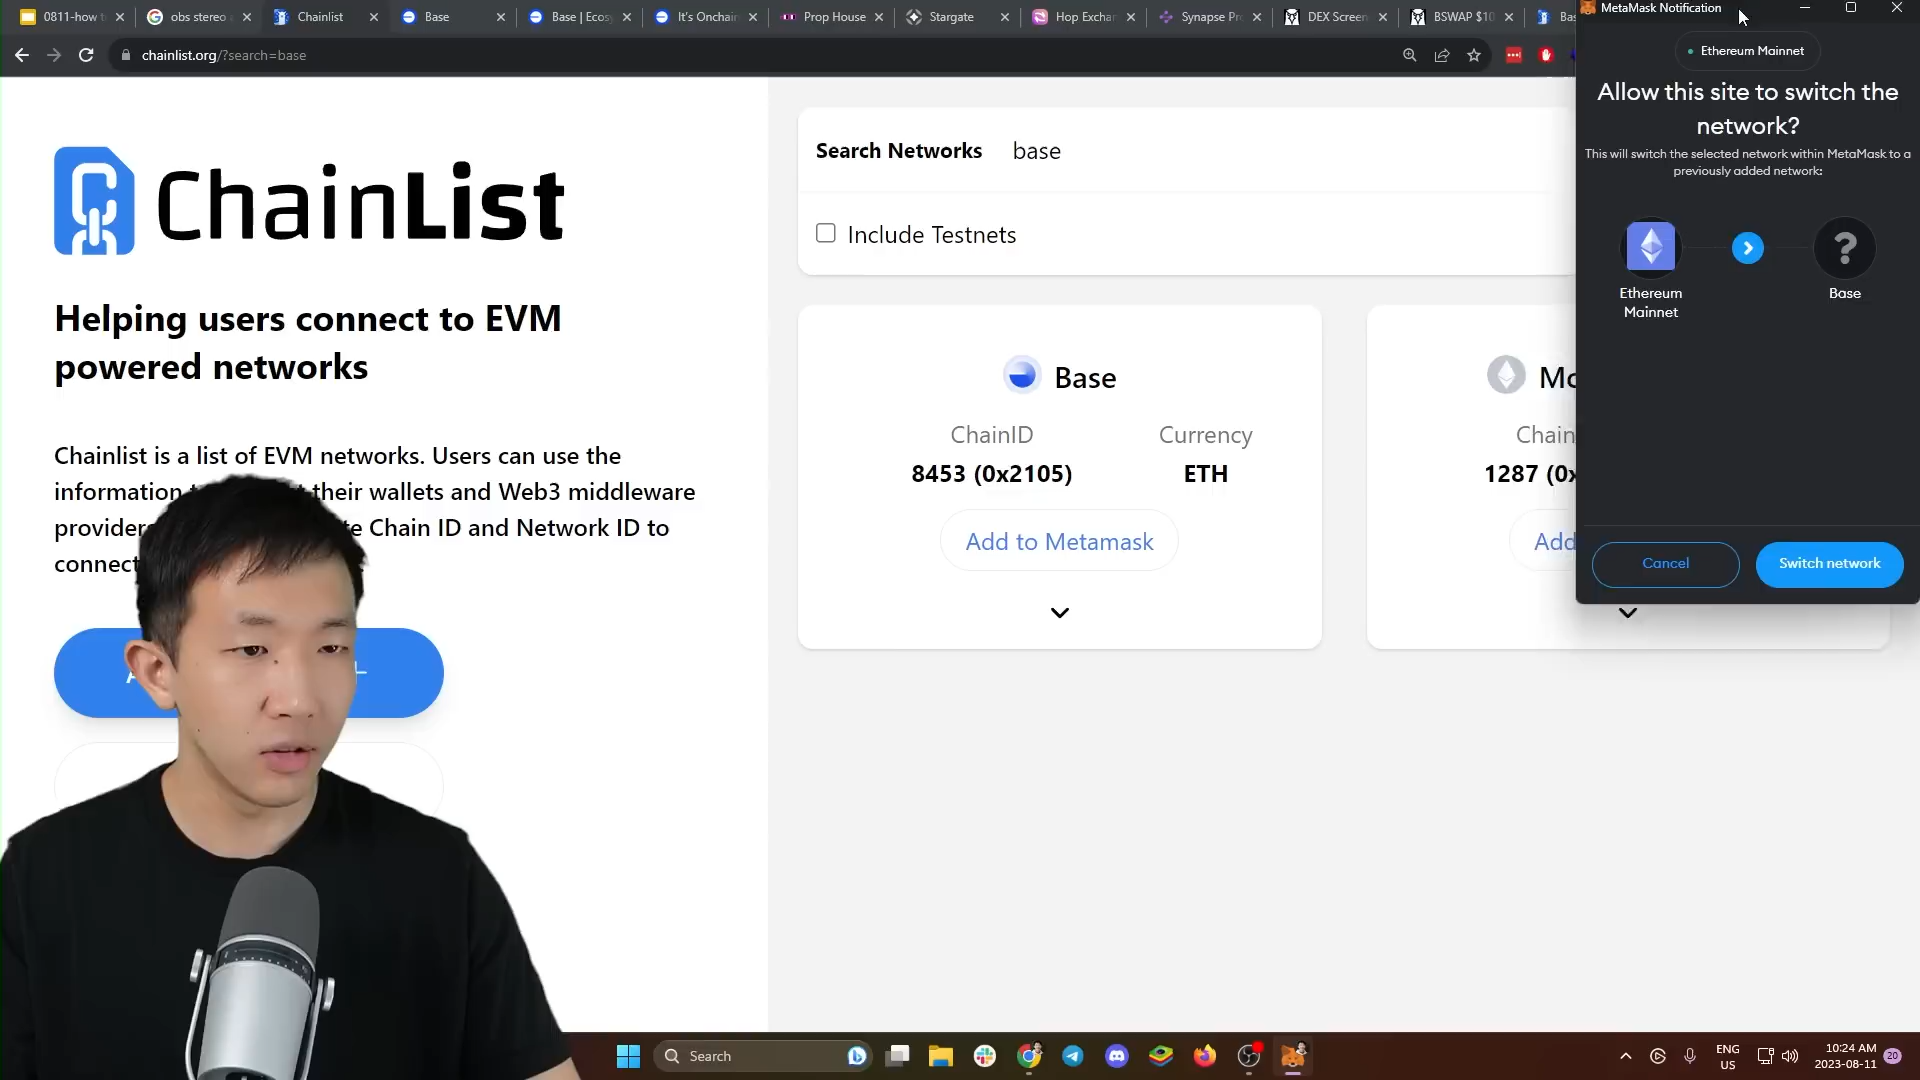 0811-how t
obs stereo
Chainlist
Base
Base | Ecos
It's Onchain
Prop House
Stargate
Hop Exchar
Synapse Pr
DEX Screen
BSWAP $10
Bas
chainlist.org/?search=base
ChainList
Helping users connect to EVM
powered networks
Chainlist is a list of EVM networks. Users can use the
information their wallets and Web3 middleware
providers Chain ID and Network ID to
connect
Search Networks base
Include Testnets
Base
ChainID Currency
8453 (0x2105) ETH
Add to Metamask
Mo
Chain
1287 (0x
Add
MetaMask Notification
Ethereum Mainnet
Allow this site to switch the
network?
This will switch the selected network within MetaMask to a
previously added network:
Ethereum
Mainnet
Base
Cancel Switch network
Search
ENG
US
10:24 AM
2023-08-11
20